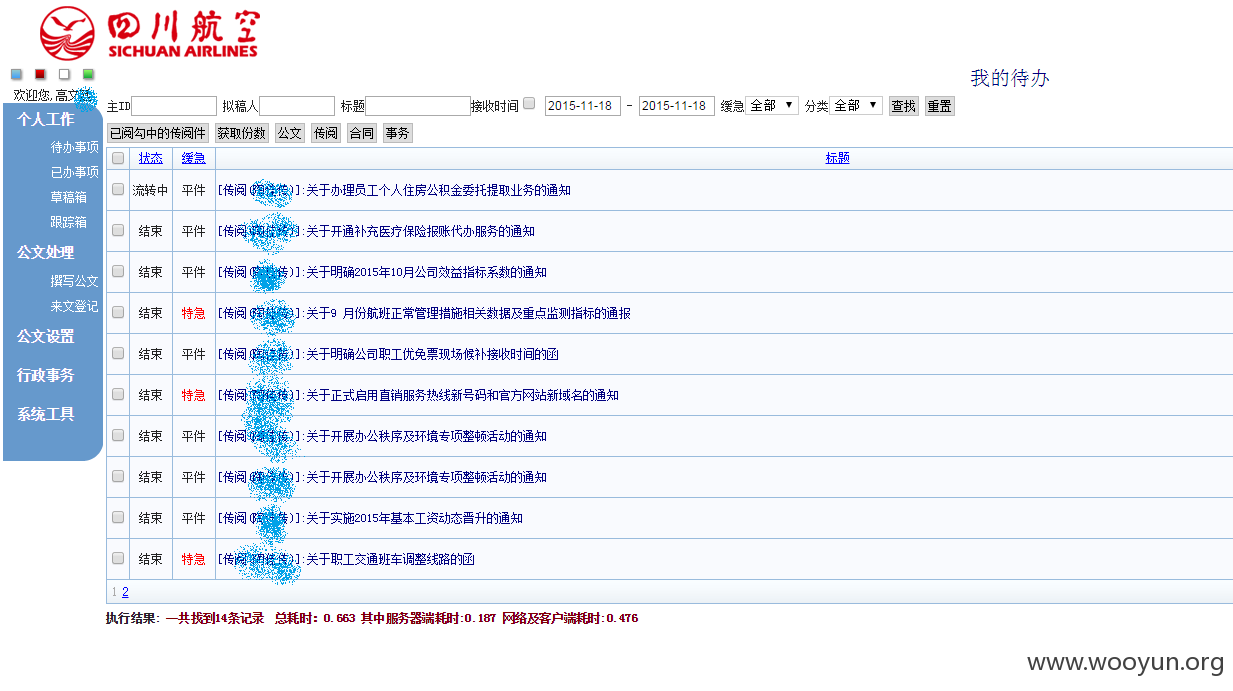 四川航空
SICHUAN AIRLINES
我的待办
欢迎您,高文
主ID 拟稿人 标题 接收时间 2015-11-18 - 2015-11-18 缓急 全部 分类 全部 查找 重置
已阅勾中的传阅件 获取份数 公文 传阅 合同 事务
个人工作
待办事项
已办事项
草稿箱
跟踪箱
公文处理
撰写公文
来文登记
公文设置
行政事务
系统工具
状态 缓急 标题
流转中 平件 [传阅( )]:关于办理员工个人住房公积金委托提取业务的通知
结束 平件 [传阅( )]:关于开通补充医疗保险报账代办服务的通知
结束 平件 [传阅( 传)]:关于明确2015年10月公司效益指标系数的通知
结束 特急 [传阅( )]:关于9 月份航班正常管理措施相关数据及重点监测指标的通报
结束 平件 [传阅( )]:关于明确公司职工优免票现场候补接收时间的函
结束 特急 [传阅( )]:关于正式启用直销服务热线新号码和官方网站新域名的通知
结束 平件 [传阅( )]:关于开展办公秩序及环境专项整顿活动的通知
结束 平件 [传阅( )]:关于开展办公秩序及环境专项整顿活动的通知
结束 平件 [传阅( 传)]:关于实施2015年基本工资动态晋升的通知
结束 特急 [传阅( )]:关于职工交通班车调整线路的函
1 2
执行结果: 一共找到14条记录 总耗时: 0.663 其中服务器端耗时:0.187 网络及客户端耗时:0.476
www.wooyun.org